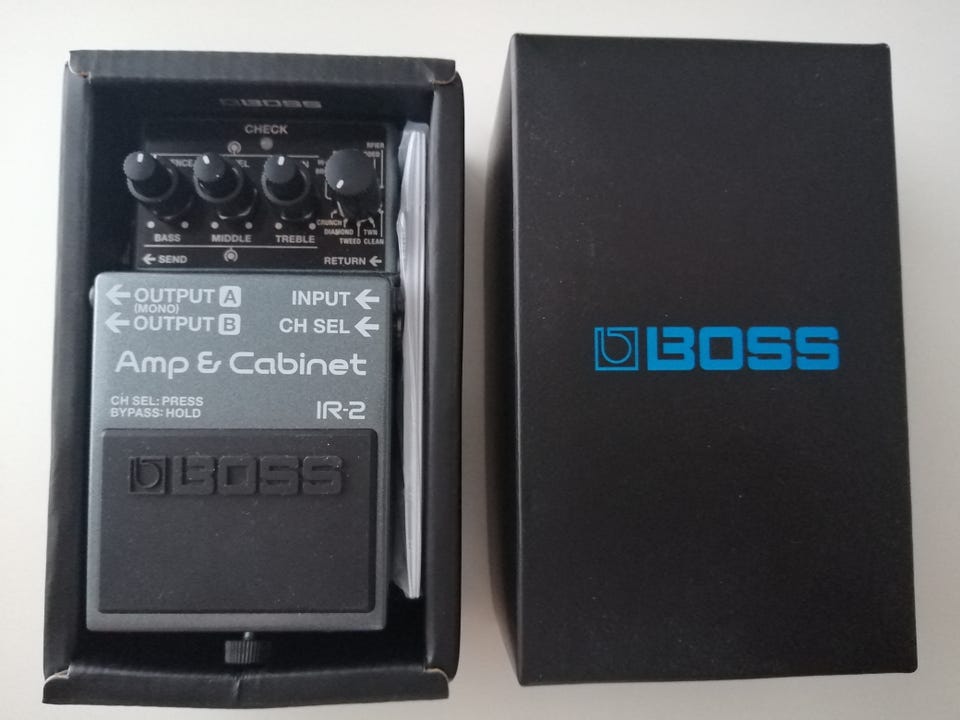 BOSS
CHECK
BASS MIDDLE TREBLE
CRUNCH
DIAMOND TWN
TWEED CLEAN
SEND RETURN
OUTPUT A INPUT
(MONO)
OUTPUT B CH SEL
Amp & Cabinet
CH SEL: PRESS
BYPASS: HOLD
IR-2
BOSS
BOSS